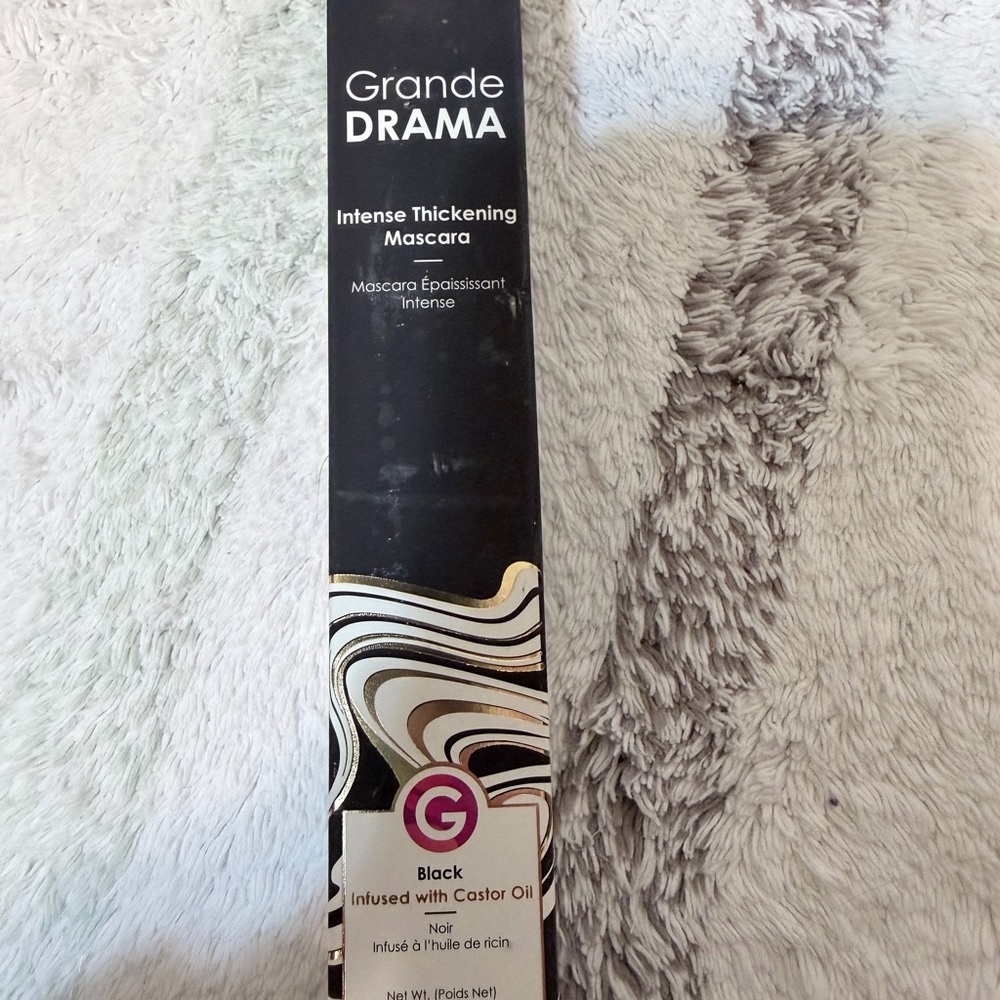 Grande
DRAMA
Intense Thickening
Mascara
Mascara Épaississant
Intense
G
Black
Infused with Castor Oil
Noir
Infusé à l'huile de ricin
Net Wt. (Poids Net)